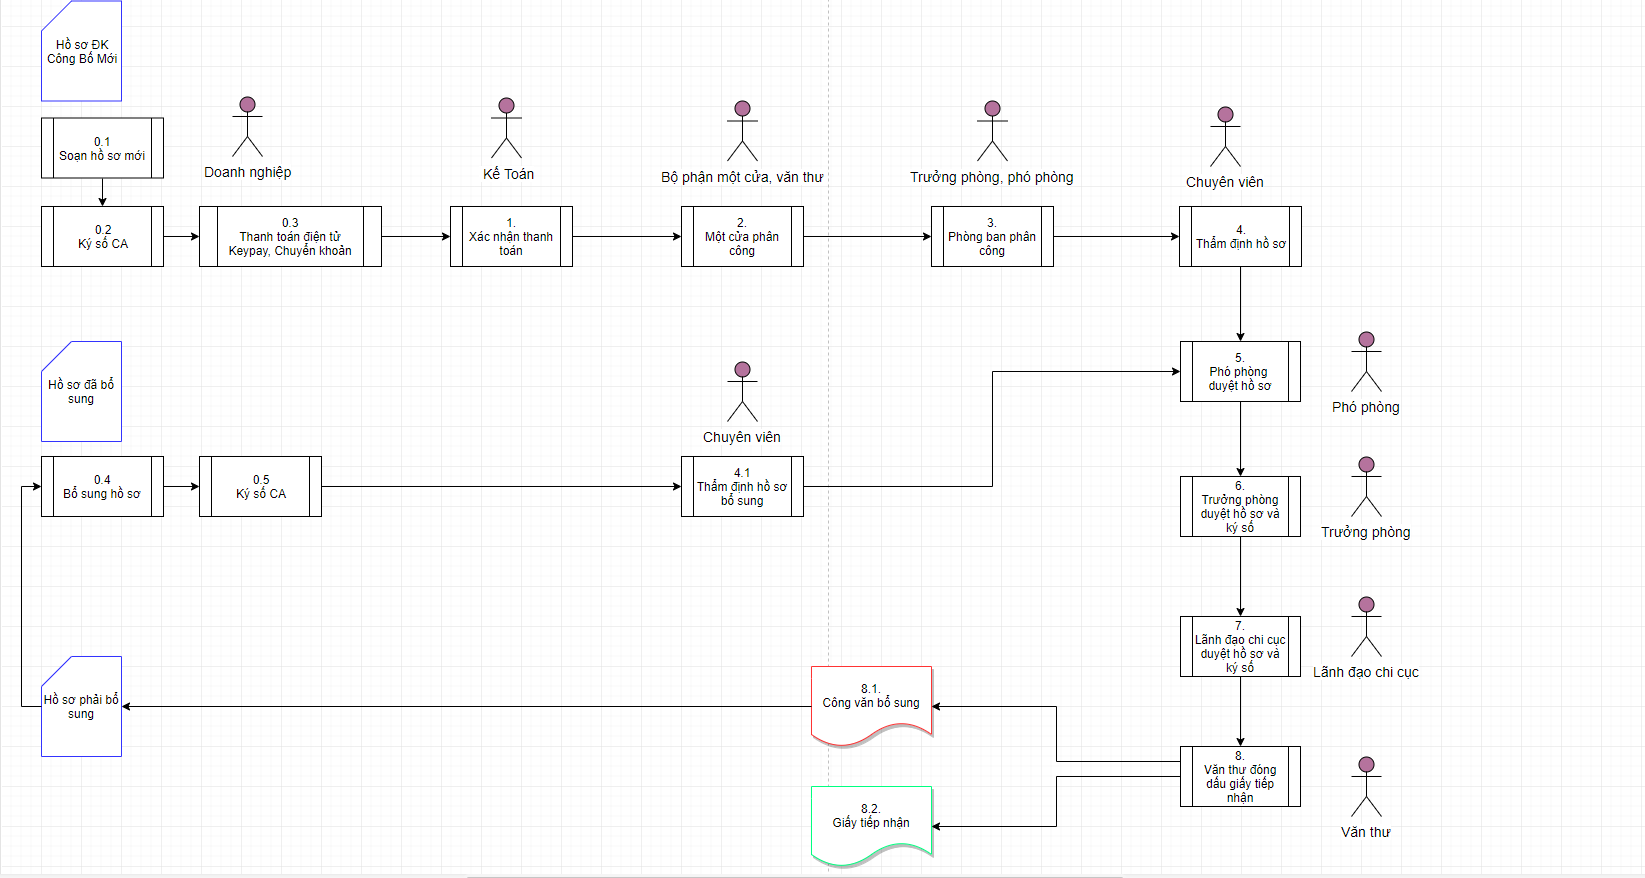 Hồ sơ ĐK
Công Bố Mới
0.1
Soạn hồ sơ mới
Doanh nghiệp
Kế Toán
Bộ phận một cửa, văn thư
Trưởng phòng, phó phòng
Chuyên viên
0.2
Ký số CA
0.3
Thanh toán điện tử
Keypay, Chuyển khoản
1.
Xác nhận thanh
toán
2.
Một cửa phân
công
3.
Phòng ban phân
công
4.
Thẩm định hồ sơ
Hồ sơ đã bổ
sung
Chuyên viên
5.
Phó phòng
duyệt hồ sơ
Phó phòng
0.4
Bổ sung hồ sơ
0.5
Ký số CA
4.1
Thẩm định hồ sơ
bổ sung
6.
Trưởng phòng
duyệt hồ sơ và
ký số
Trưởng phòng
7.
Lãnh đạo chi cục
duyệt hồ sơ và
ký số
Lãnh đạo chi cục
Hồ sơ phải bổ
sung
8.1.
Công văn bổ sung
8.
Văn thư đóng
dấu giấy tiếp
nhận
Văn thư
8.2.
Giấy tiếp nhận